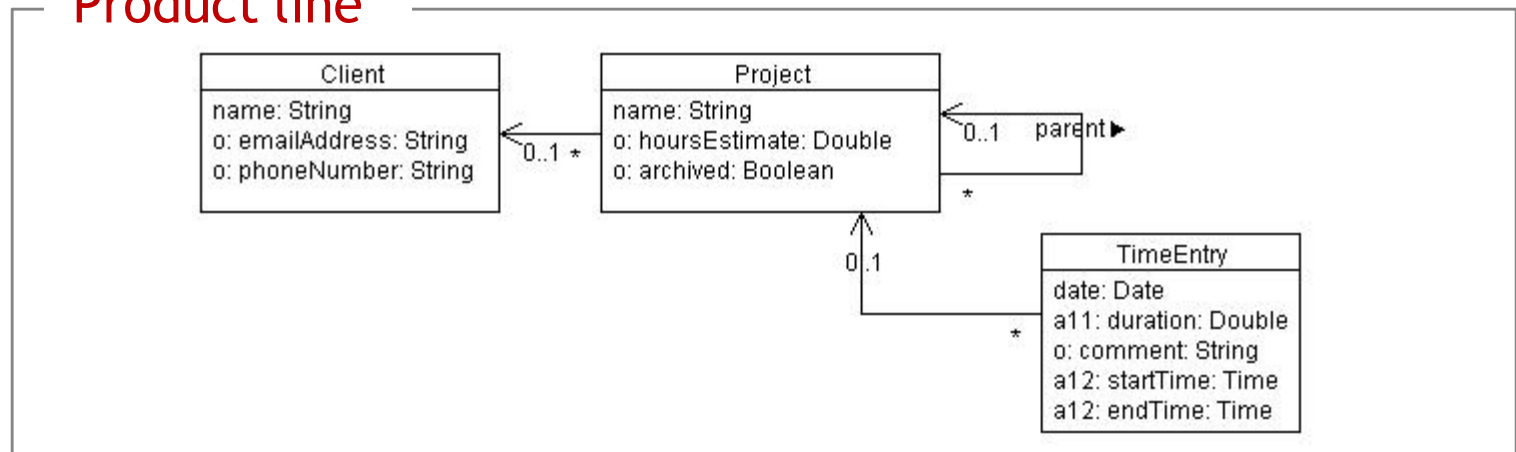 Product line
Client
name: String
o: emailAddress: String
o: phoneNumber: String
0..1 *
Project
name: String
o: hoursEstimate: Double
o: archived: Boolean
0..1 parent▶
*
0..1
*
TimeEntry
date: Date
a11: duration: Double
o: comment: String
a12: startTime: Time
a12: endTime: Time